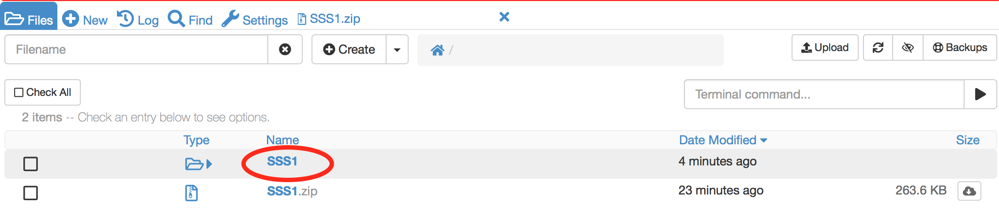 Files New Log Find Settings SSS1.zip
Filename Create / Upload Backups
Check All Terminal command...
2 items -- Check an entry below to see options.
Type Name Date Modified Size
SSS1 4 minutes ago
SSS1.zip 23 minutes ago 263.6 KB